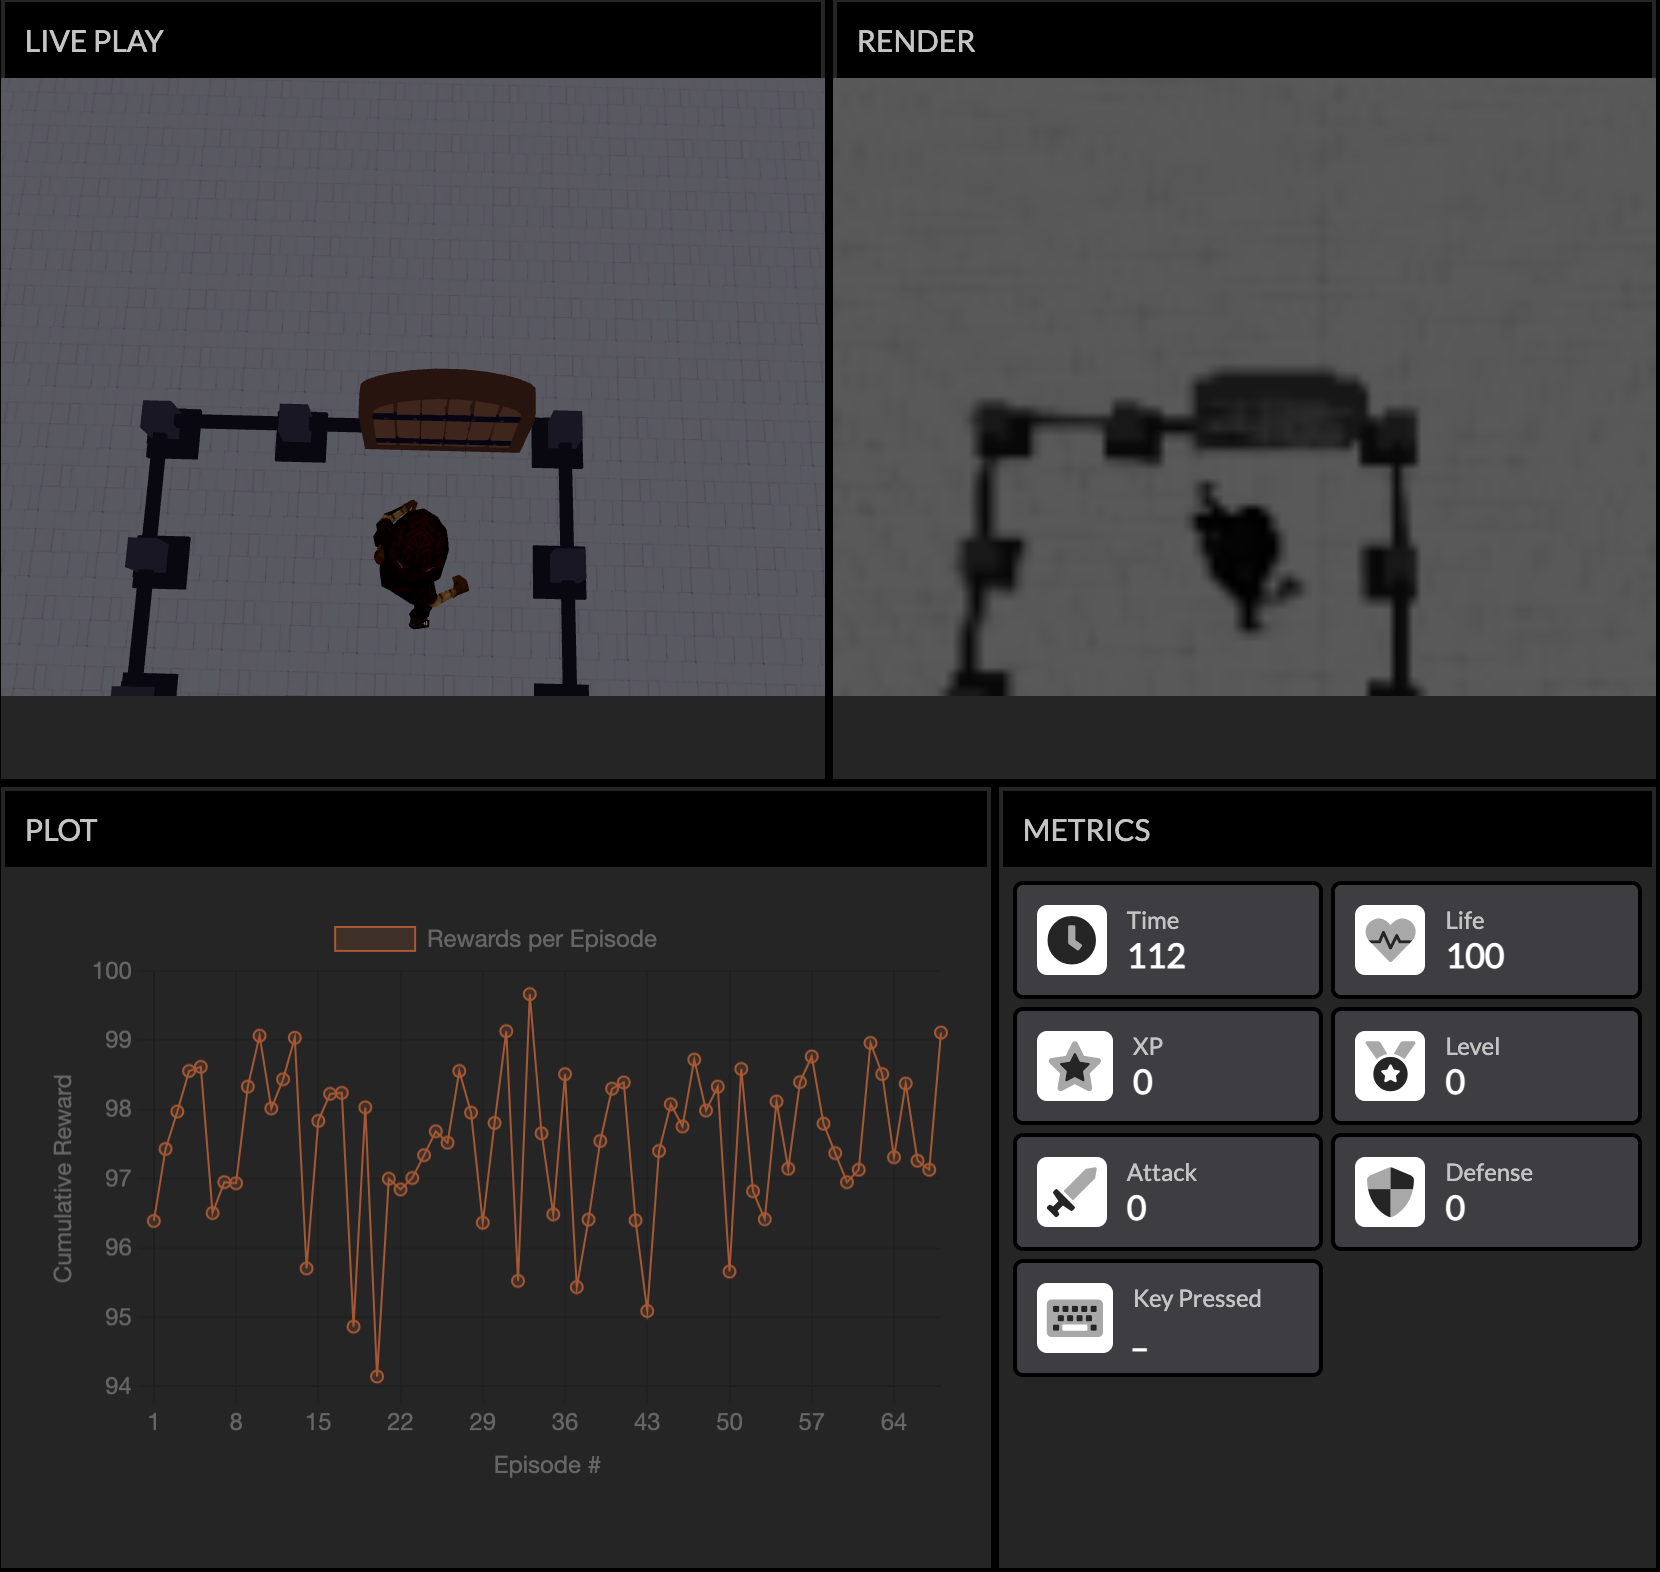 LIVE PLAY
RENDER
PLOT
Rewards per Episode
100
99
98
97
96
95
94
Cumulative Reward
1 8 15 22 29 36 43 50 57 64
Episode #
METRICS
Time
112
Life
100
XP
0
Level
0
Attack
0
Defense
0
Key Pressed
–